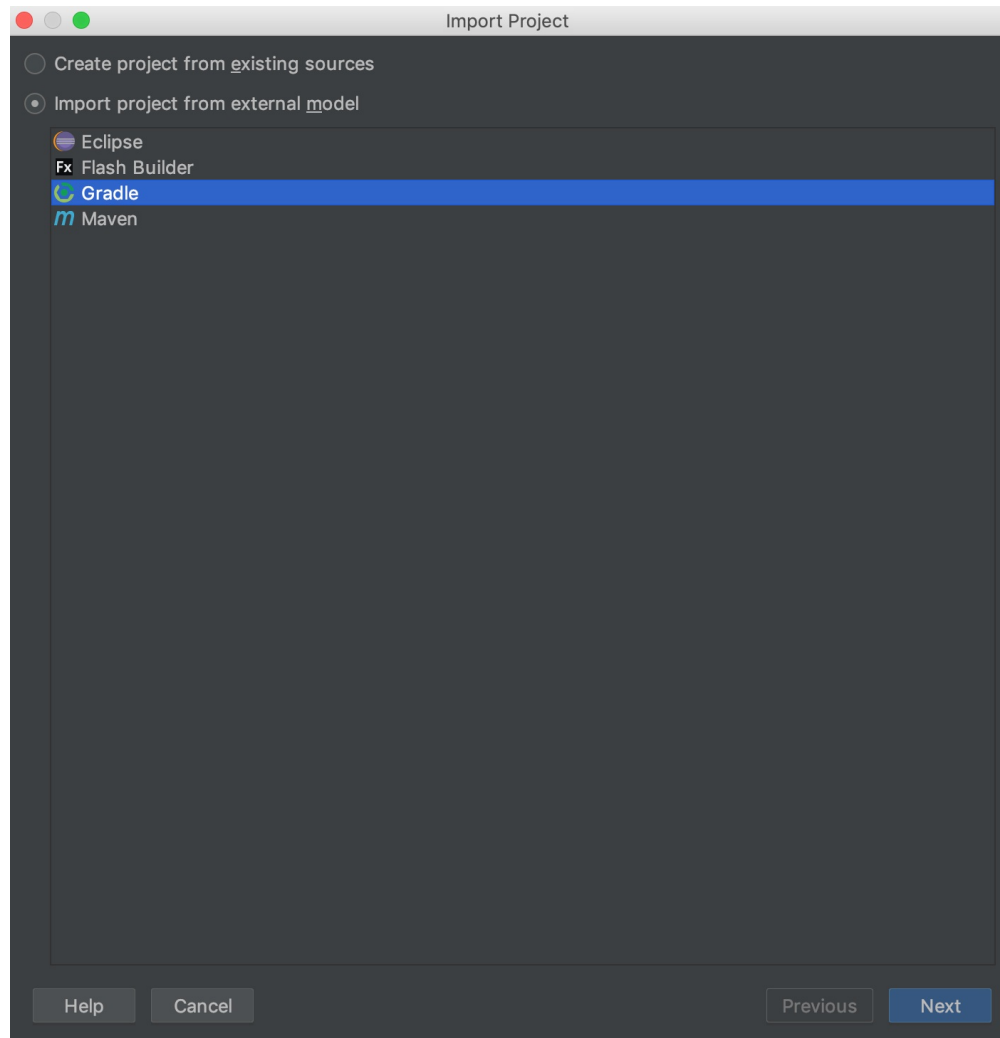 Import Project
Create project from existing sources
Import project from external model
Eclipse
Fx Flash Builder
Gradle
m Maven
Help Cancel Previous Next